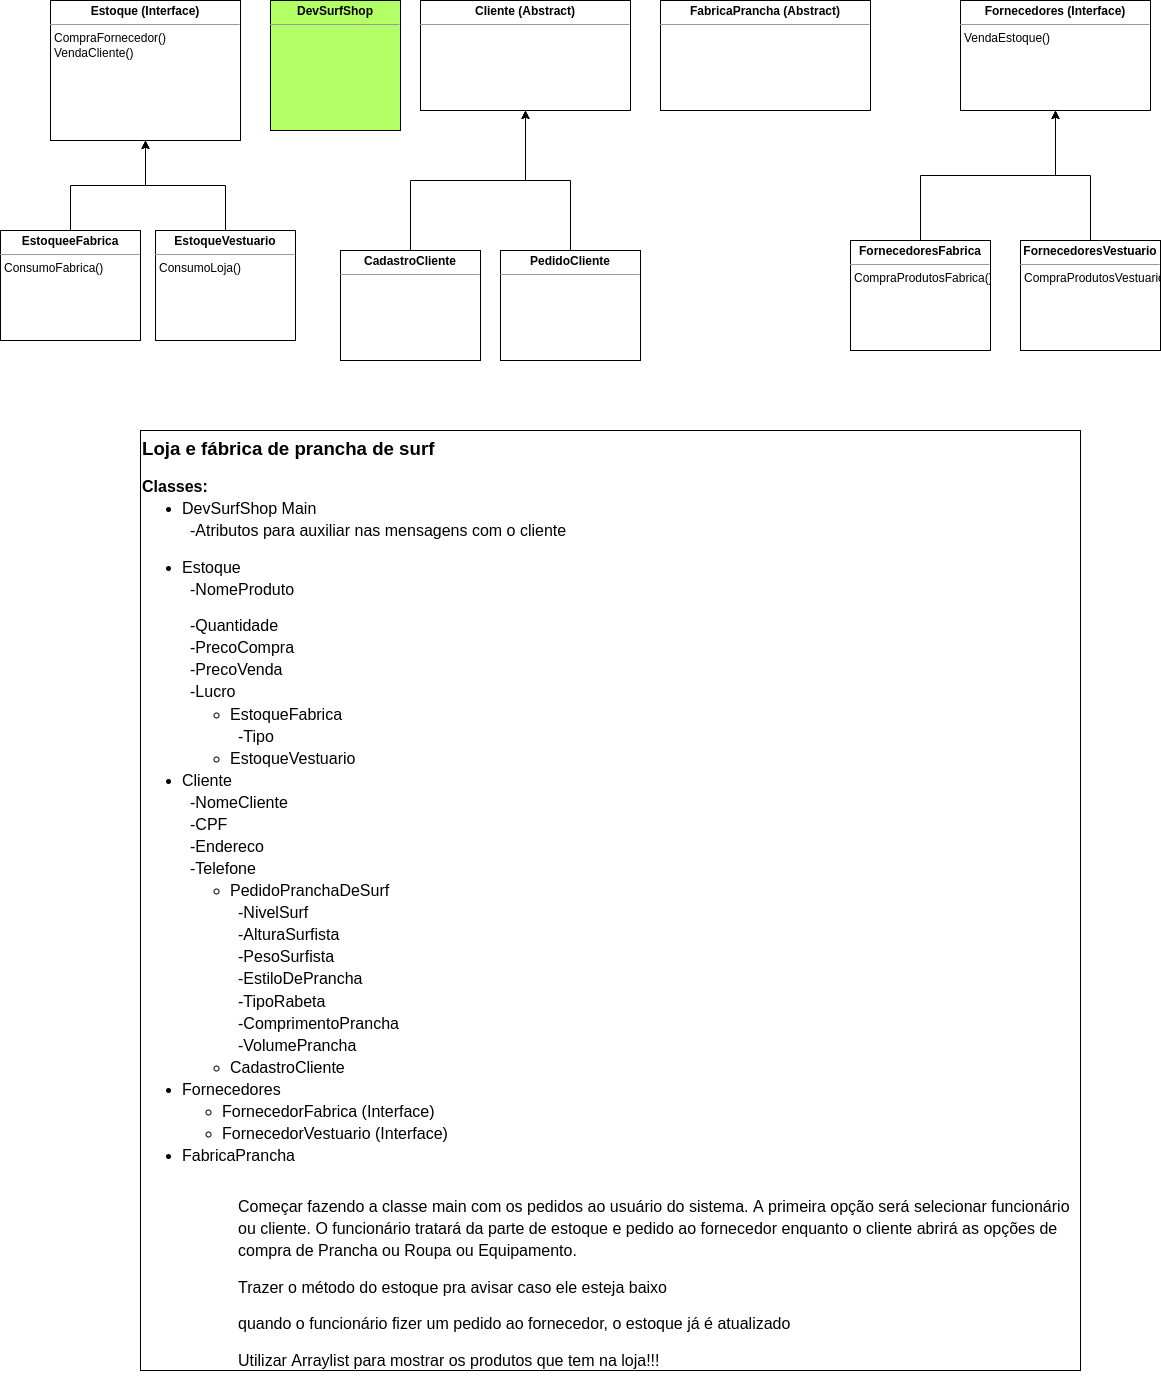 Estoque (Interface)
CompraFornecedor()
VendaCliente()
DevSurfShop
Cliente (Abstract)
FabricaPrancha (Abstract)
Fornecedores (Interface)
VendaEstoque()
EstoqueeFabrica
ConsumoFabrica()
EstoqueVestuario
ConsumoLoja()
CadastroCliente
PedidoCliente
FornecedoresFabrica
CompraProdutosFabrica()
FornecedoresVestuario
CompraProdutosVestuario
Loja e fábrica de prancha de surf
Classes:
• DevSurfShop Main
-Atributos para auxiliar nas mensagens com o cliente
• Estoque
-NomeProduto
-Quantidade
-PrecoCompra
-PrecoVenda
-Lucro
◦ EstoqueFabrica
-Tipo
◦ EstoqueVestuario
• Cliente
-NomeCliente
-CPF
-Endereco
-Telefone
◦ PedidoPranchaDeSurf
-NivelSurf
-AlturaSurfista
-PesoSurfista
-EstiloDePrancha
-TipoRabeta
-ComprimentoPrancha
-VolumePrancha
◦ CadastroCliente
• Fornecedores
◦ FornecedorFabrica (Interface)
◦ FornecedorVestuario (Interface)
• FabricaPrancha
Começar fazendo a classe main com os pedidos ao usuário do sistema. A primeira opção será selecionar funcionário
ou cliente. O funcionário tratará da parte de estoque e pedido ao fornecedor enquanto o cliente abrirá as opções de
compra de Prancha ou Roupa ou Equipamento.
Trazer o método do estoque pra avisar caso ele esteja baixo
quando o funcionário fizer um pedido ao fornecedor, o estoque já é atualizado
Utilizar Arraylist para mostrar os produtos que tem na loja!!!